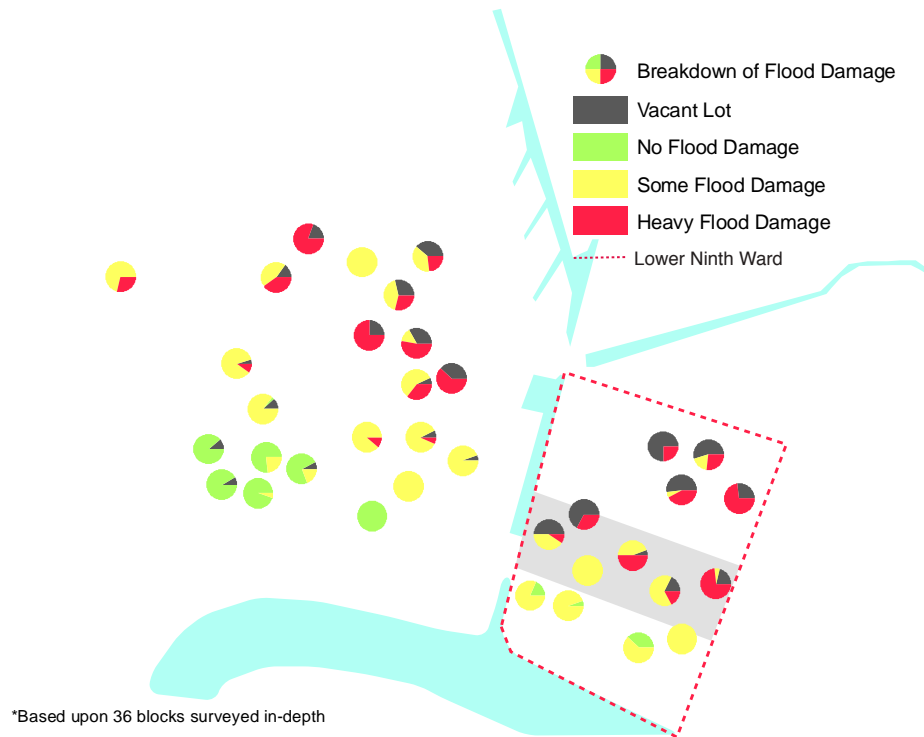 Breakdown of Flood Damage
Vacant Lot
No Flood Damage
Some Flood Damage
Heavy Flood Damage
Lower Ninth Ward
*Based upon 36 blocks surveyed in-depth